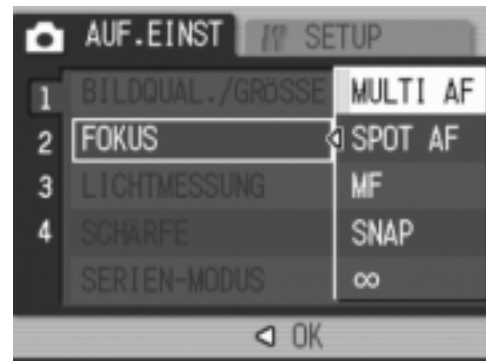 AUF.EINST SETUP
1 BILDQUAL./GRÖSSE MULTI AF
2 FOKUS SPOT AF
3 LICHTMESSUNG MF
4 SCHÄRFE SNAP
SERIEN-MODUS ∞
OK